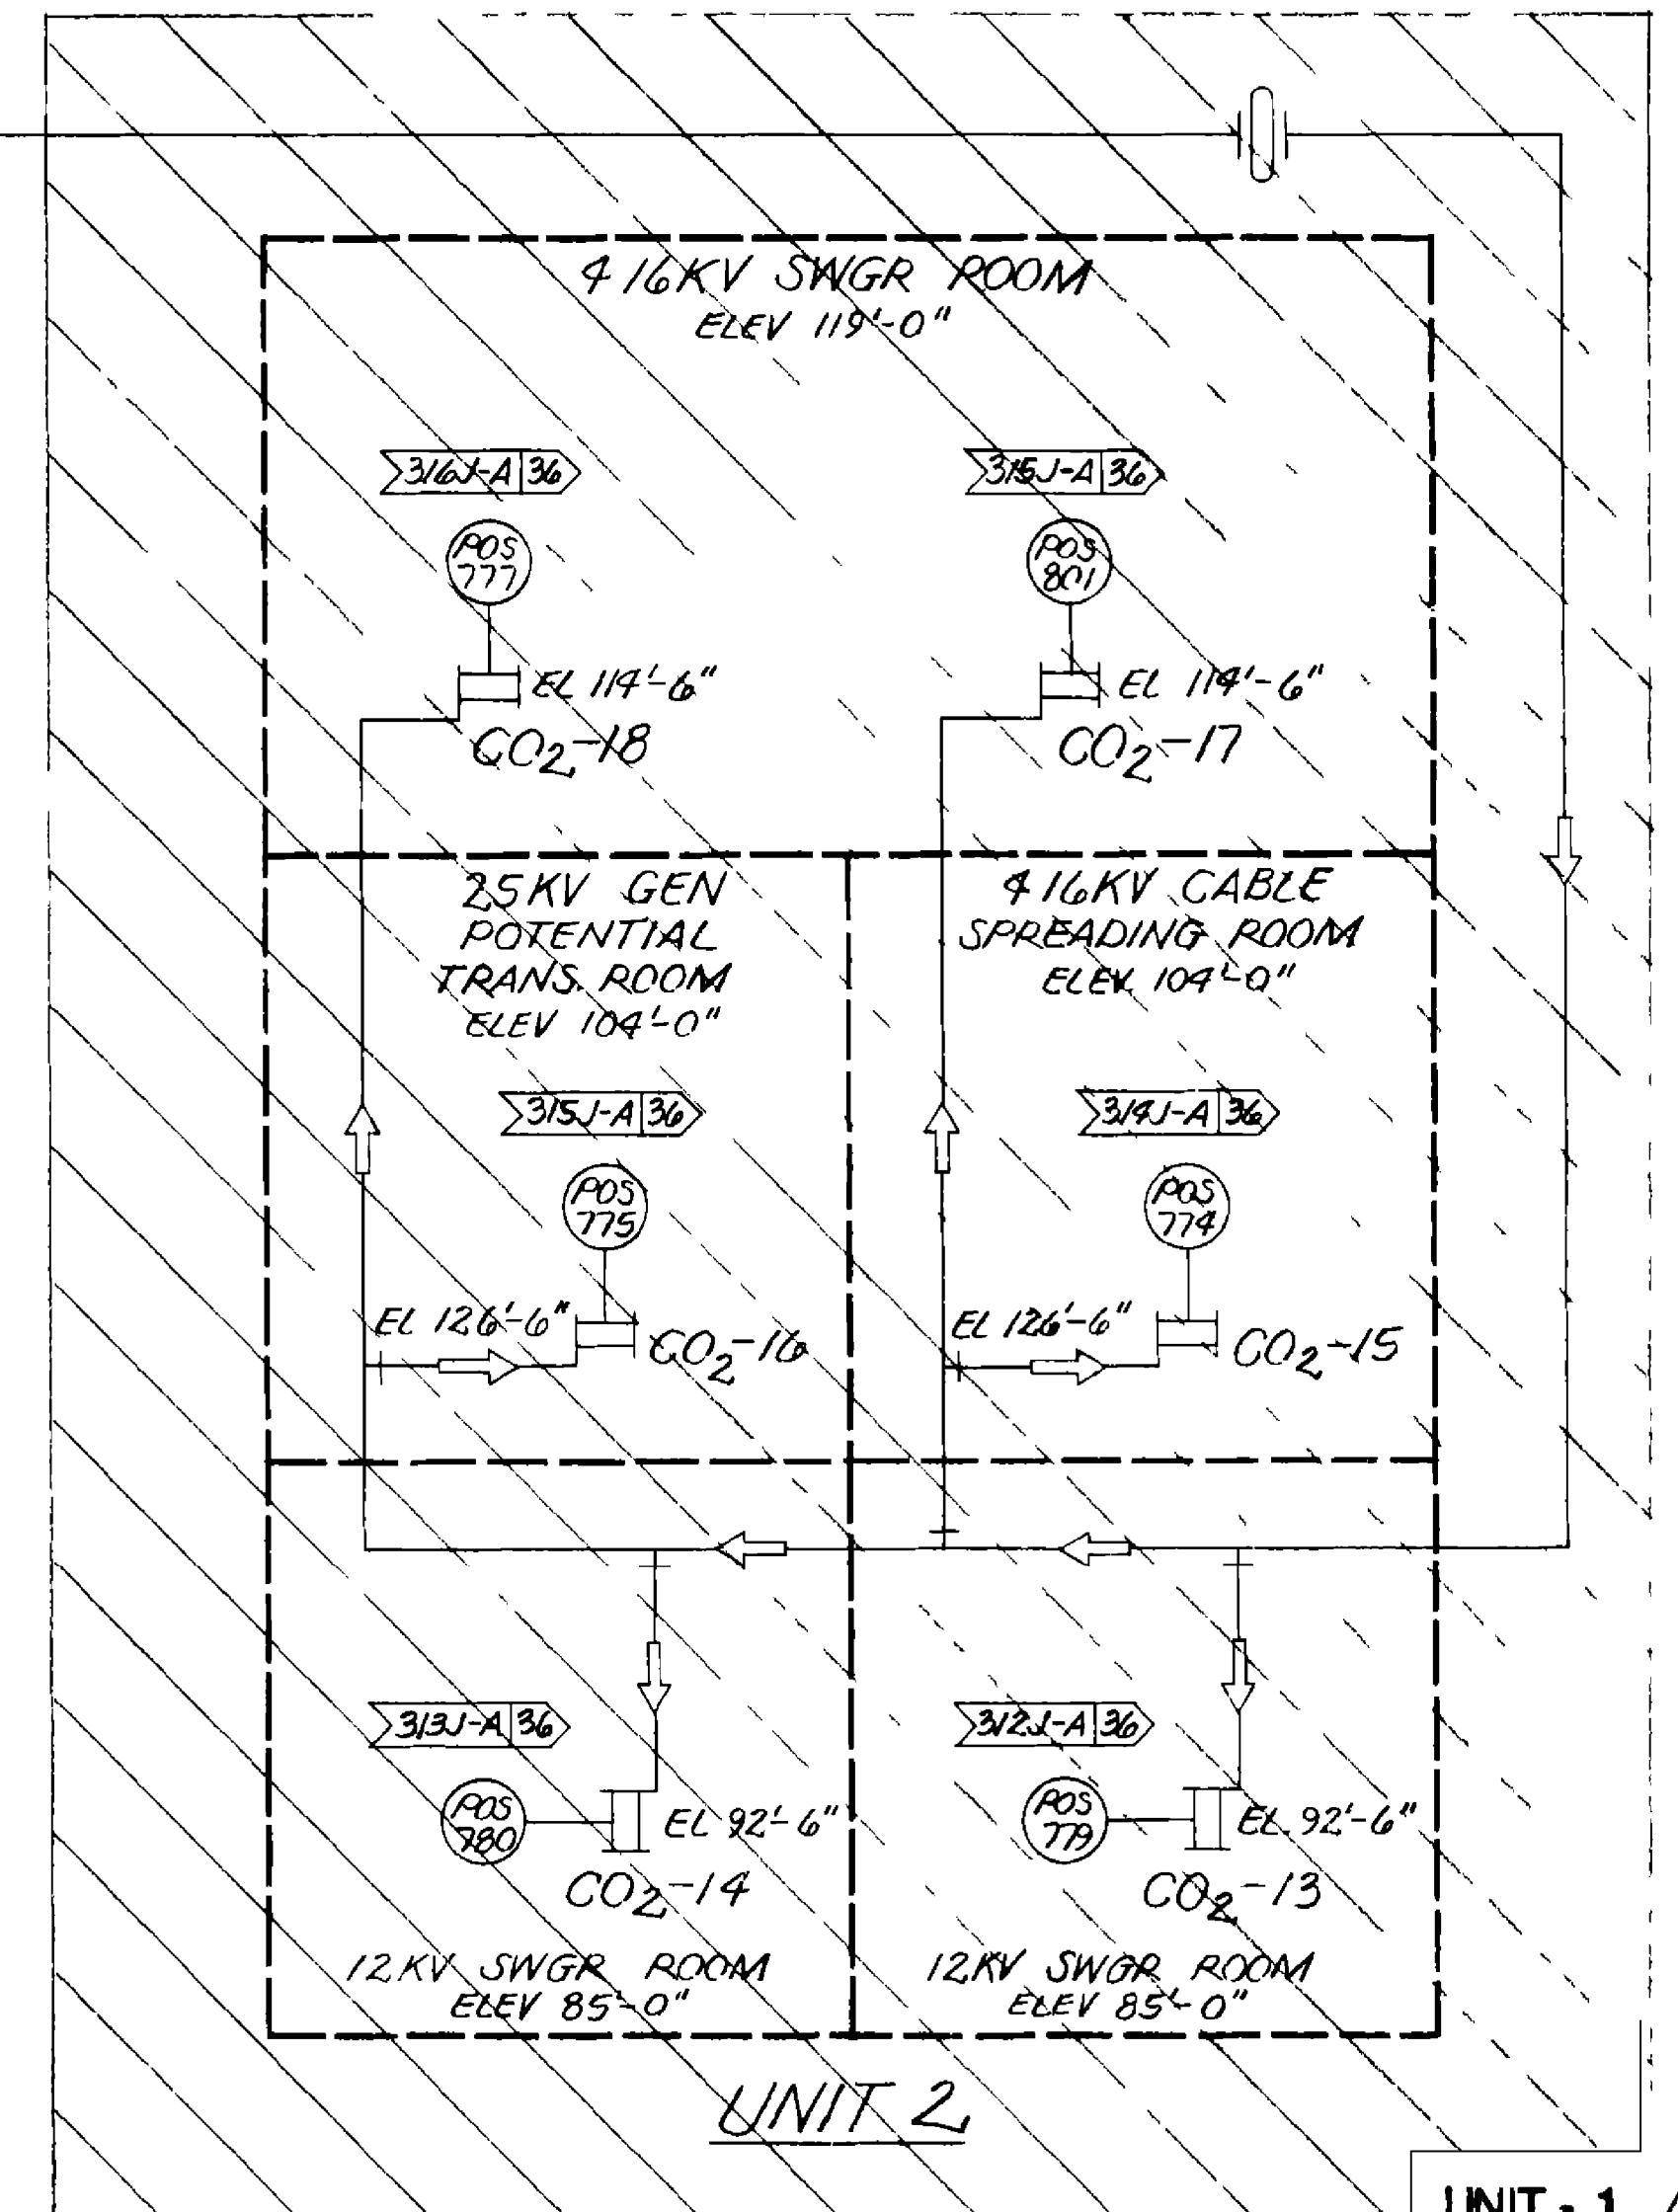 4 16KV SWGR ROOM
ELEV 119'-0"
316J-A 36
315J-A 36
POS
777
POS
801
EL 114'-6"
EL 114'-6"
CO2-18
CO2-17
25KV GEN
POTENTIAL
TRANS. ROOM
ELEV 104'-0"
4 16KV CABLE
SPREADING ROOM
ELEV 104'-0"
315J-A 36
314J-A 36
POS
775
POS
774
EL 126'-6"
CO2-16
EL 126'-6"
CO2-15
313J-A 36
312J-A 36
POS
780
EL 92'-6"
POS
779
EL 92'-6"
CO2-14
CO2-13
12KV SWGR ROOM
ELEV 85'-0"
12KV SWGR ROOM
ELEV 85'-0"
UNIT 2
UNIT - 1